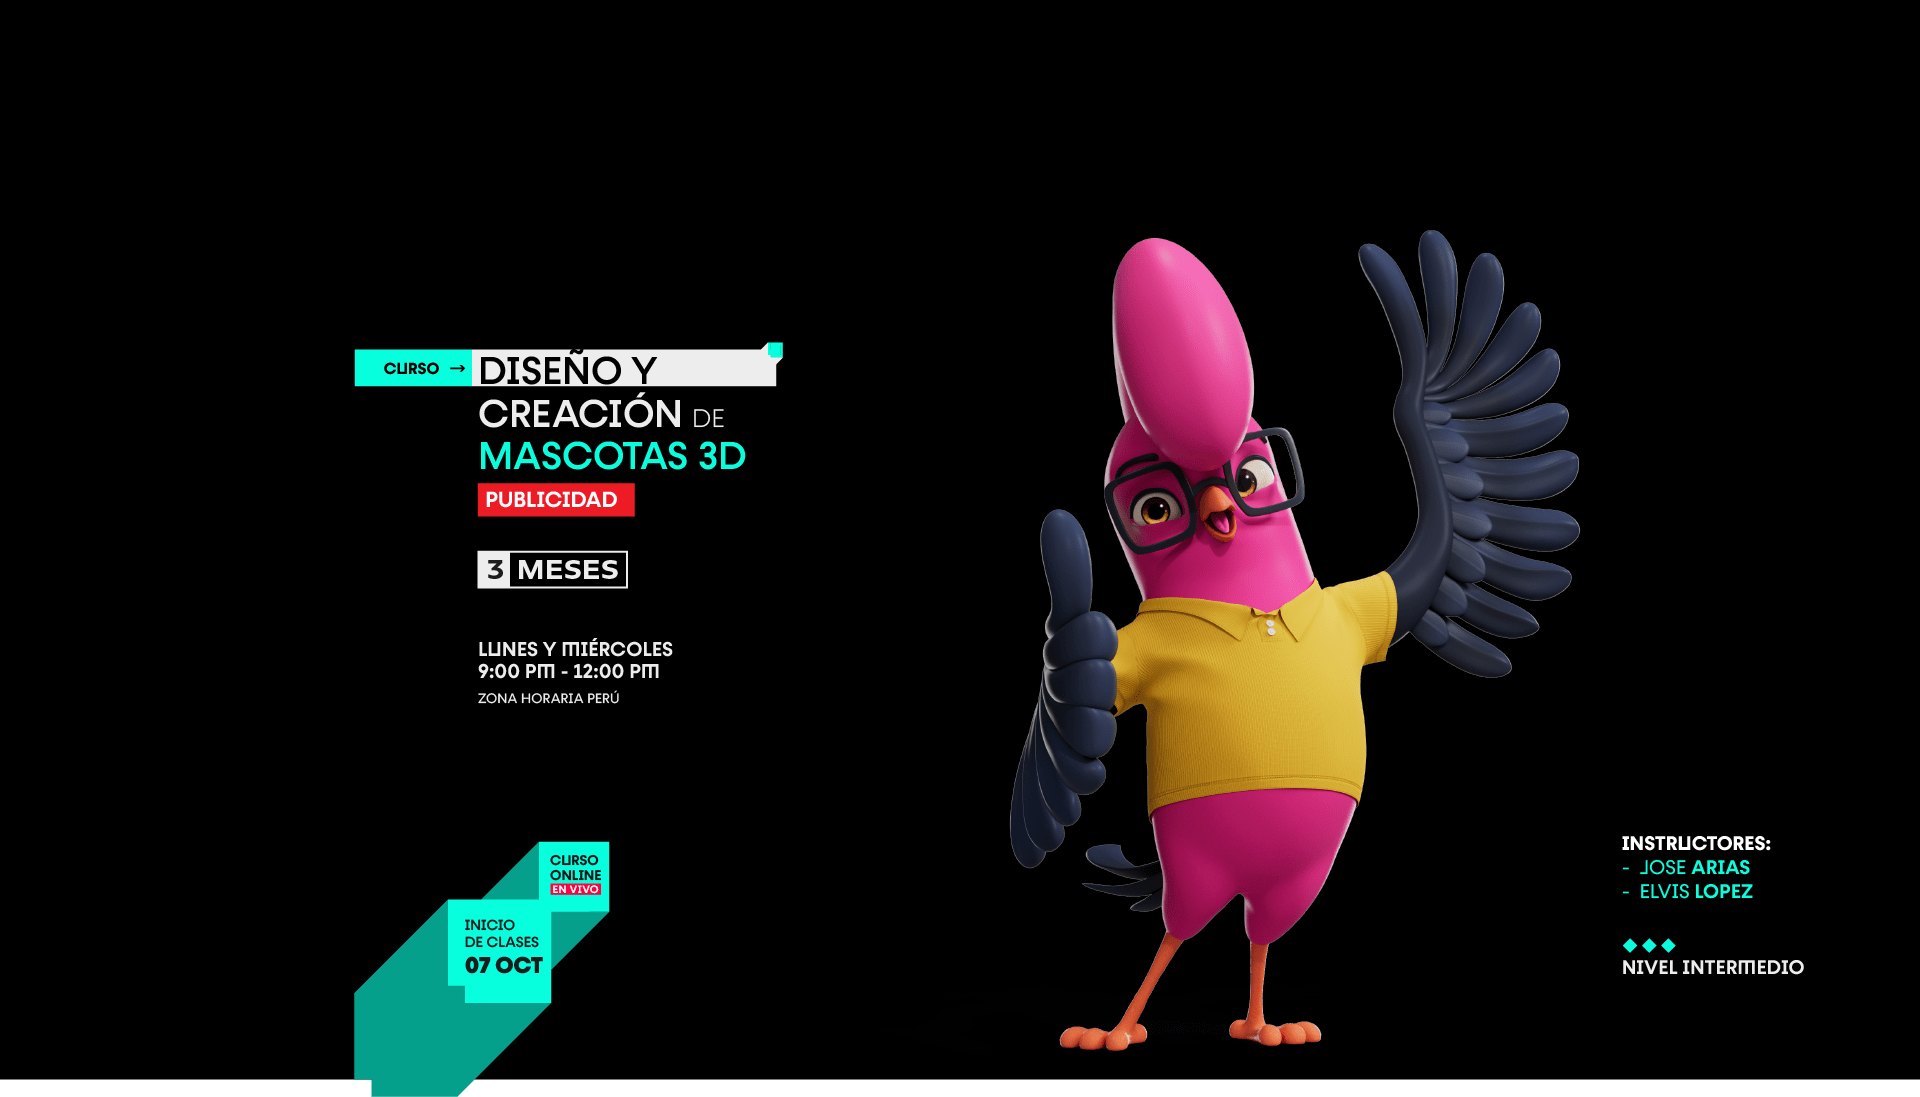 CURSO → DISEÑO Y
CREACIÓN DE
MASCOTAS 3D
PUBLICIDAD
3 MESES
LUNES Y MIÉRCOLES
9:00 PM - 12:00 PM
ZONA HORARIA PERÚ
CURSO
ONLINE
EN VIVO
INICIO
DE CLASES
07 OCT
INSTRUCTORES:
- JOSE ARIAS
- ELVIS LOPEZ
NIVEL INTERMEDIO